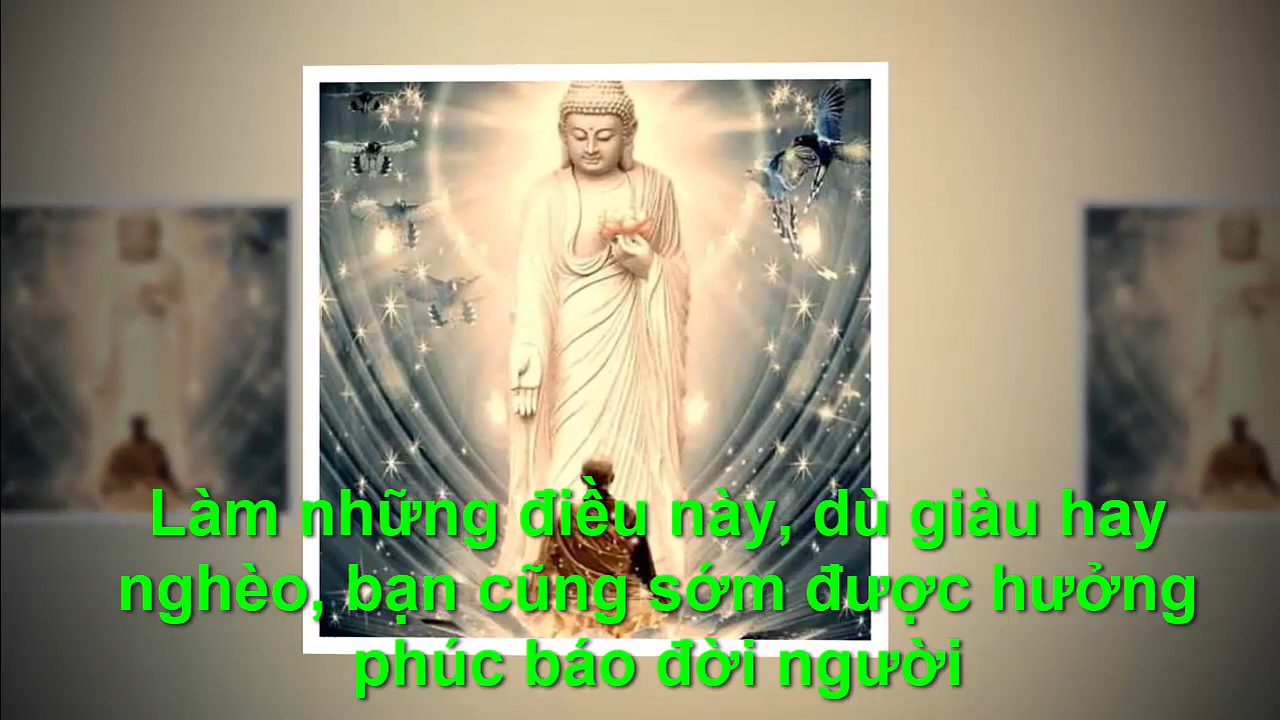 Làm những điều này, dù giàu hay
nghèo, bạn cũng sớm được hưởng
phúc báo đời người